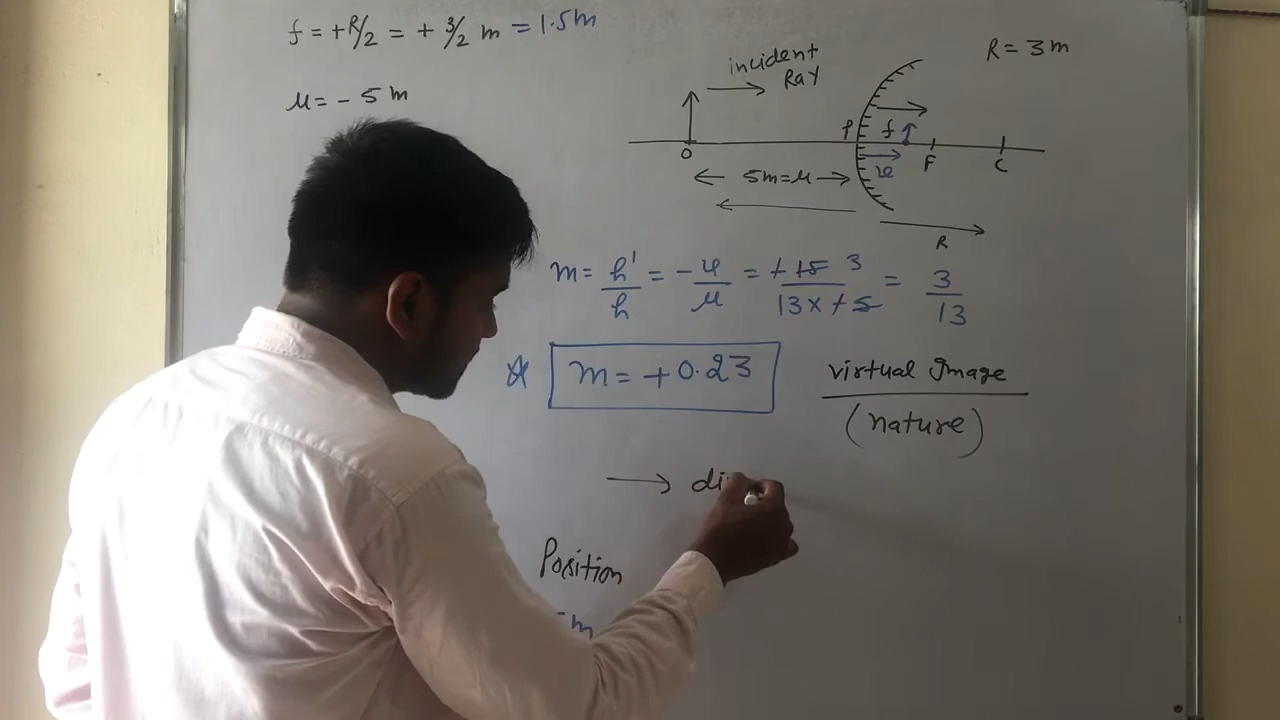 f = +R/2 = + 3/2 m = 1.5m
u = - 5 m
R = 3 m
incident
Ray
P f
O F C
5m = u
R
m = h'/h = -v/u = +15 3/13 x +5 = 3/13
m = + 0.23
virtual Image
(nature)
→ di
Position
m